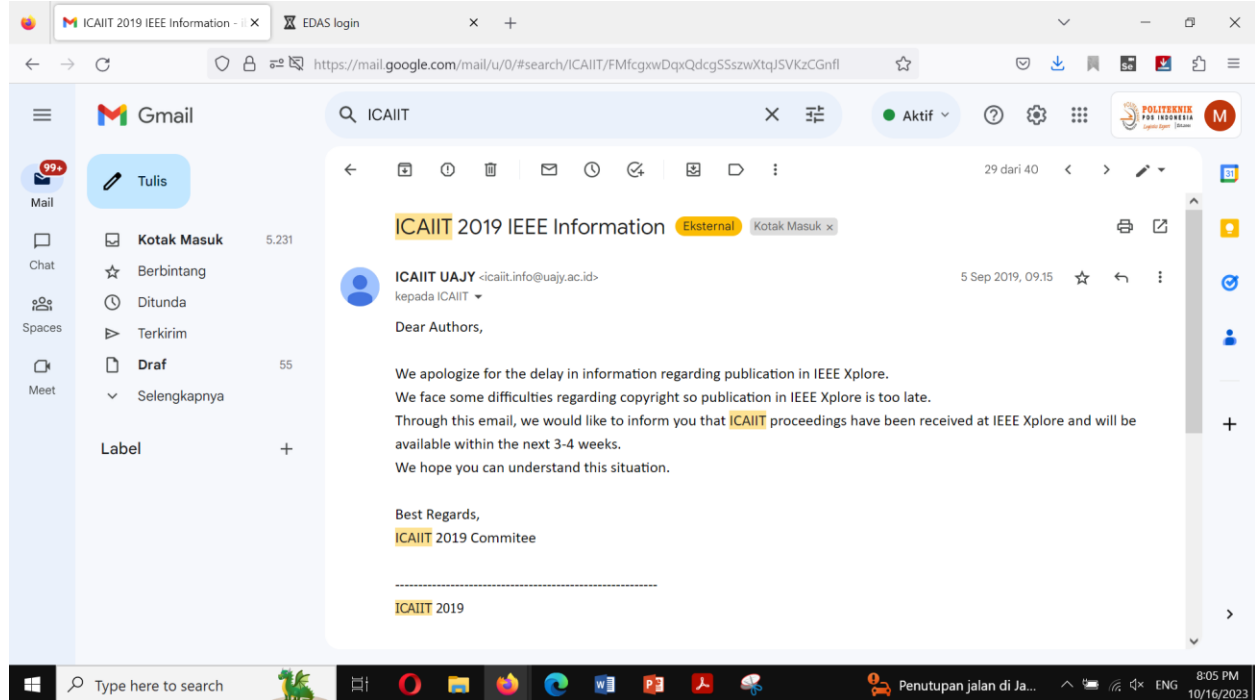 ICAIIT 2019 IEEE Information -
EDAS login
https://mail.google.com/mail/u/0/#search/ICAIIT/FMfcgxwDqxQdcgSSszwXtqJSVKzCGnfl
Gmail
ICAIIT
Aktif
POLITEKNIK
POS INDONESIA
M
99+
Mail
Chat
Spaces
Meet
Tulis
Kotak Masuk 5.231
Berbintang
Ditunda
Terkirim
Draf 55
Selengkapnya
Label
29 dari 40
31
ICAIIT 2019 IEEE Information Eksternal Kotak Masuk x
ICAIIT UAJY <icaiit.info@uajy.ac.id> 5 Sep 2019, 09.15
kepada ICAIIT
Dear Authors,
We apologize for the delay in information regarding publication in IEEE Xplore.
We face some difficulties regarding copyright so publication in IEEE Xplore is too late.
Through this email, we would like to inform you that ICAIIT proceedings have been received at IEEE Xplore and will be
available within the next 3-4 weeks.
We hope you can understand this situation.
Best Regards,
ICAIIT 2019 Commitee
---------------------------------------------------------
ICAIIT 2019
Type here to search
Penutupan jalan di Ja...
ENG
8:05 PM
10/16/2023